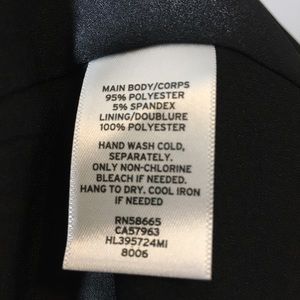 MAIN BODY/CORPS
95% POLYESTER
5% SPANDEX
LINING/DOUBLURE
100% POLYESTER
HAND WASH COLD,
SEPARATELY.
ONLY NON-CHLORINE
BLEACH IF NEEDED.
HANG TO DRY. COOL IRON
IF NEEDED
RN58665
CA57963
HL395724MI
8006